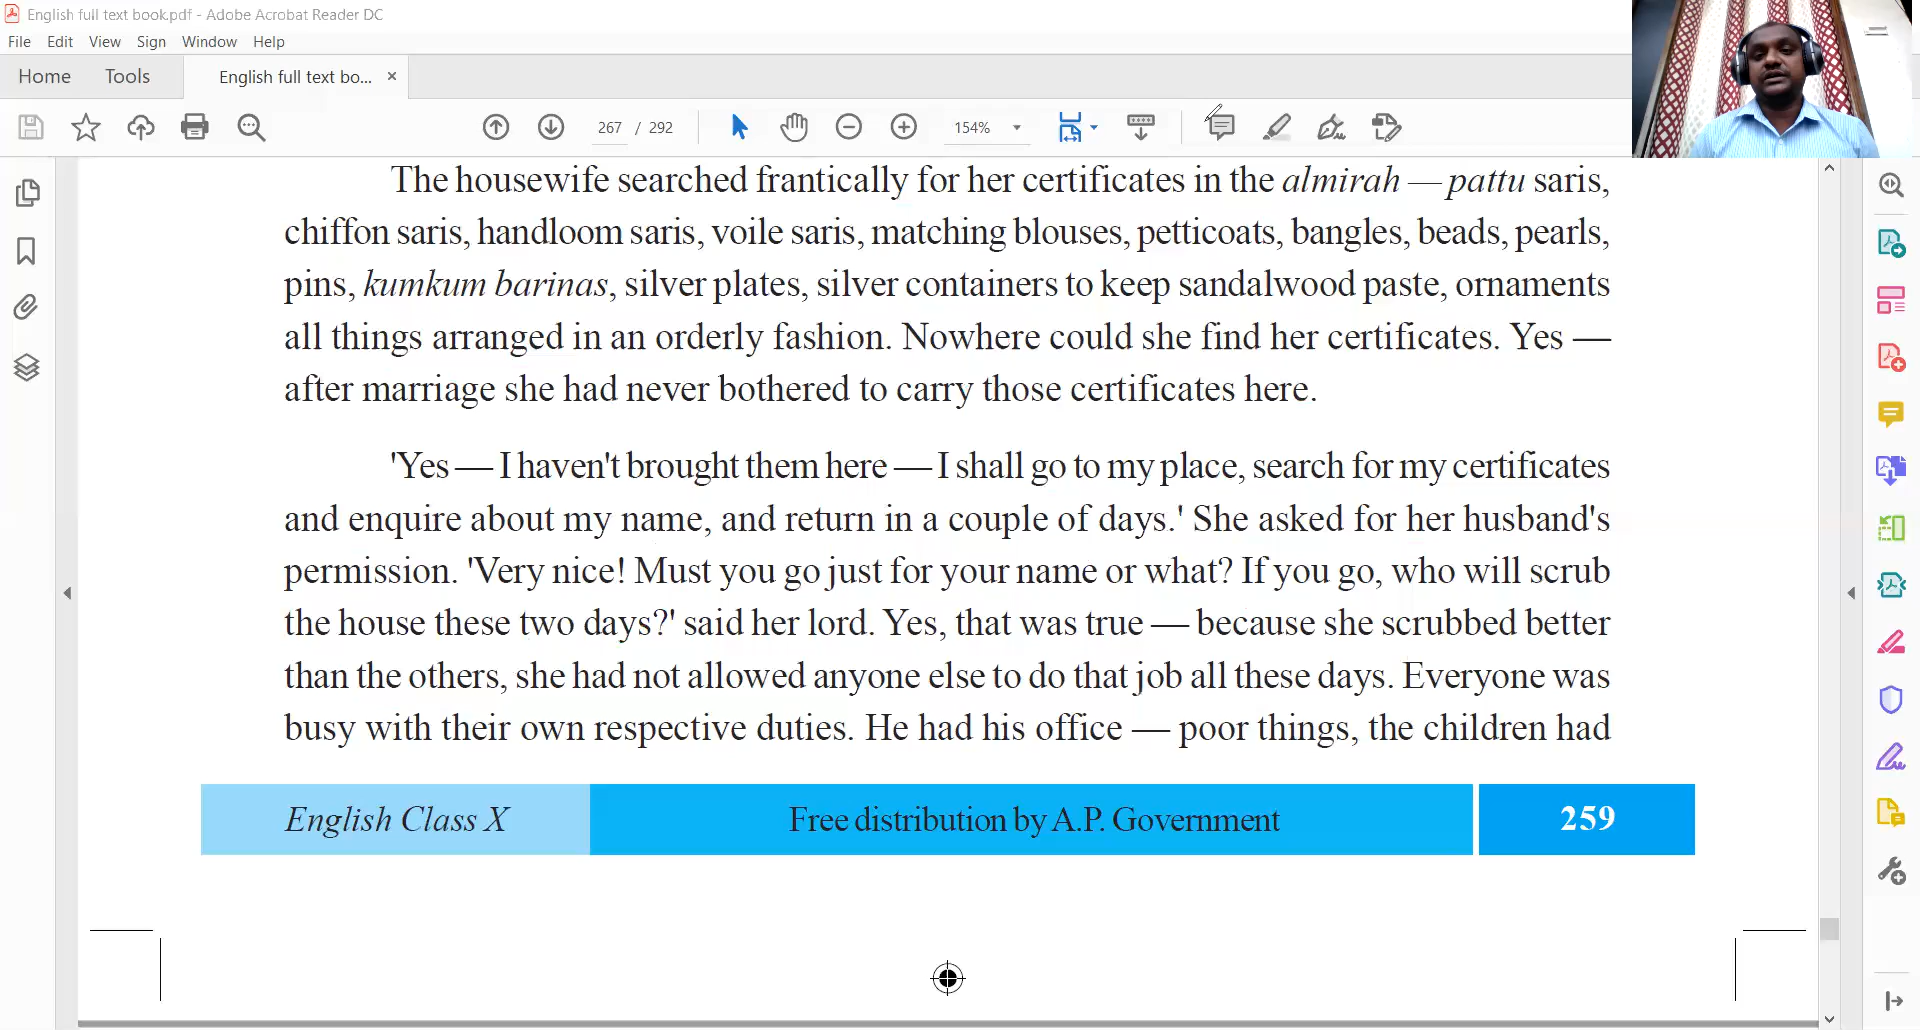 English full text book.pdf - Adobe Acrobat Reader DC
File Edit View Sign Window Help
Home Tools English full text bo... ×
267 / 292 154%
The housewife searched frantically for her certificates in the almirah — pattu saris,
chiffon saris, handloom saris, voile saris, matching blouses, petticoats, bangles, beads, pearls,
pins, kumkum barinas, silver plates, silver containers to keep sandalwood paste, ornaments
all things arranged in an orderly fashion. Nowhere could she find her certificates. Yes —
after marriage she had never bothered to carry those certificates here.
'Yes — I haven't brought them here — I shall go to my place, search for my certificates
and enquire about my name, and return in a couple of days.' She asked for her husband's
permission. 'Very nice! Must you go just for your name or what? If you go, who will scrub
the house these two days?' said her lord. Yes, that was true — because she scrubbed better
than the others, she had not allowed anyone else to do that job all these days. Everyone was
busy with their own respective duties. He had his office — poor things, the children had
English Class X Free distribution by A.P. Government 259